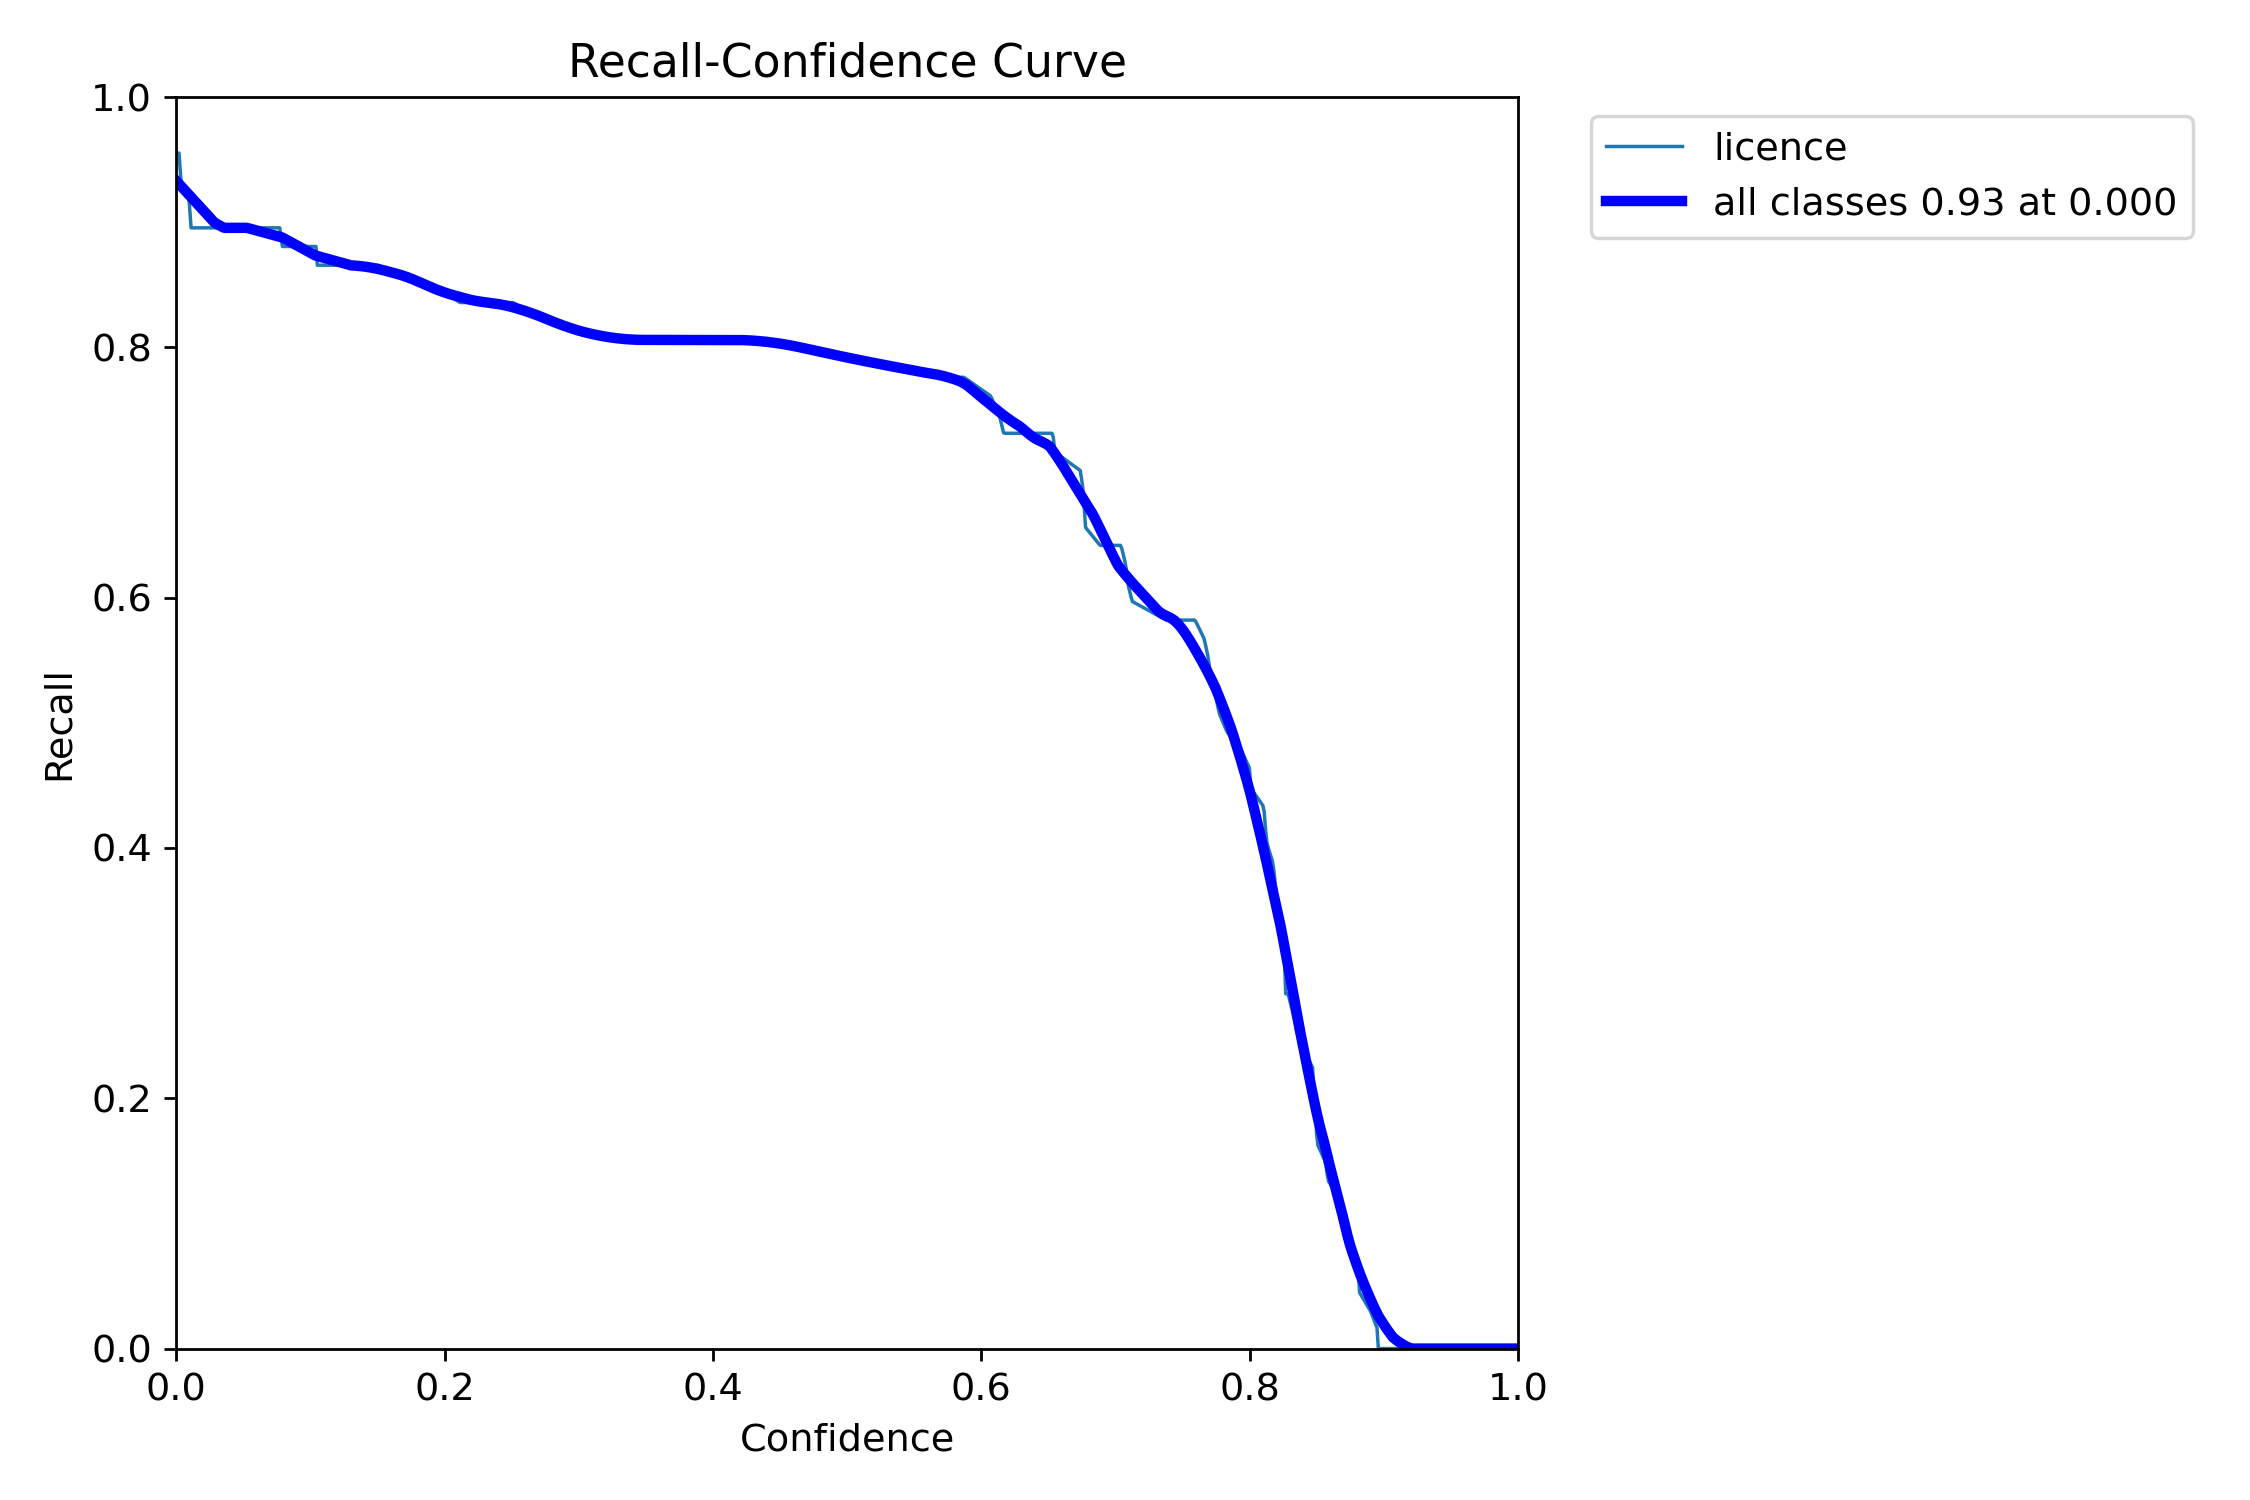 Recall-Confidence Curve
1.0
0.8
0.6
0.4
0.2
0.0
Recall
0.0 0.2 0.4 0.6 0.8 1.0
Confidence
licence
all classes 0.93 at 0.000